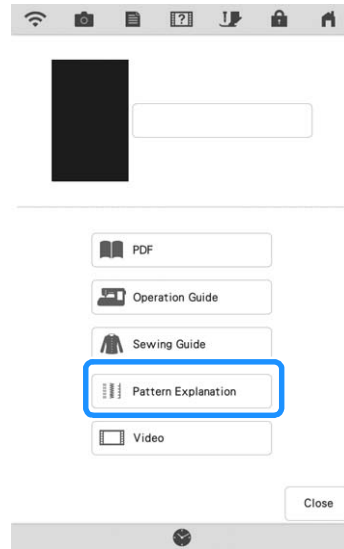 PDF
Operation Guide
Sewing Guide
Pattern Explanation
Video
Close